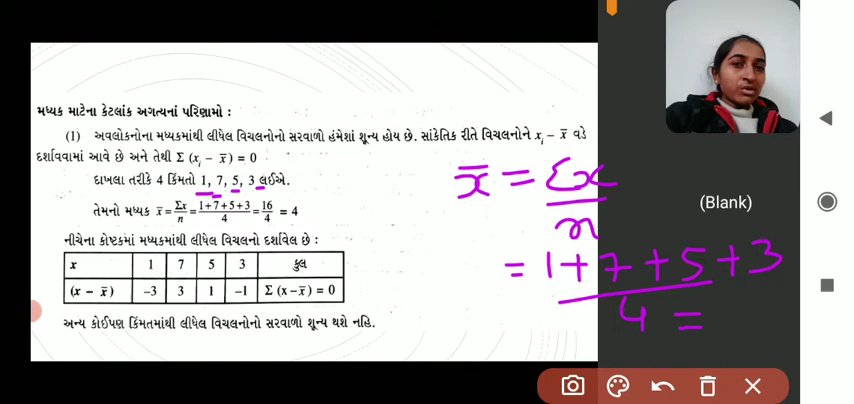 મધ્યક માટેના કેટલાંક અગત્યનાં પરિણામો :
(1) અવલોકનોના મધ્યકમાંથી લીધેલ વિચલનોનો સરવાળો હંમેશાં શૂન્ય હોય છે. સાંકેતિક રીતે વિચલનોને xᵢ – x̄ વડે
દર્શાવવામાં આવે છે અને તેથી Σ (xᵢ – x̄) = 0
દાખલા તરીકે 4 કિંમતો 1, 7, 5, 3 લઈએ.
તેમનો મધ્યક x̄ = Σx/n = (1+7+5+3)/4 = 16/4 = 4
નીચેના કોષ્ટકમાં મધ્યકમાંથી લીધેલ વિચલનો દર્શાવેલ છે :
x 1 7 5 3 કુલ
(x – x̄) –3 3 1 –1 Σ (x–x̄) = 0
અન્ય કોઈપણ કિંમતમાંથી લીધેલ વિચલનોનો સરવાળો શૂન્ય થશે નહિ.
x̄ = Σx/n
= 1+7+5+3/4 =
(Blank)